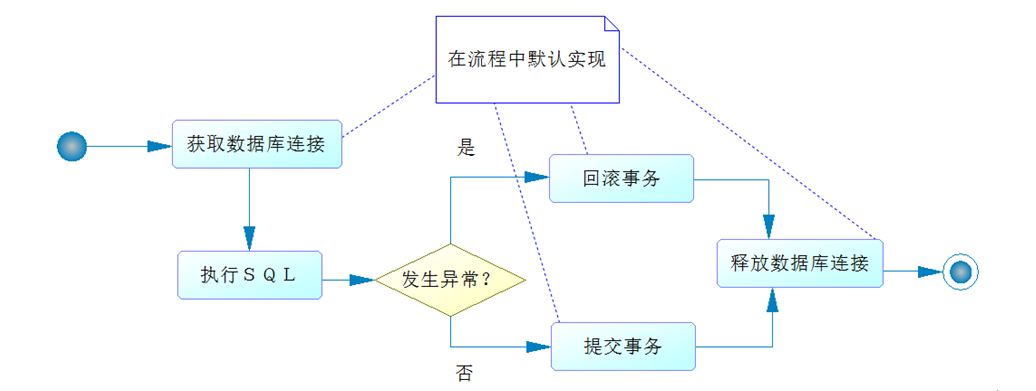 在流程中默认实现
获取数据库连接
是
回滚事务
执行ＳＱＬ
发生异常？
释放数据库连接
提交事务
否